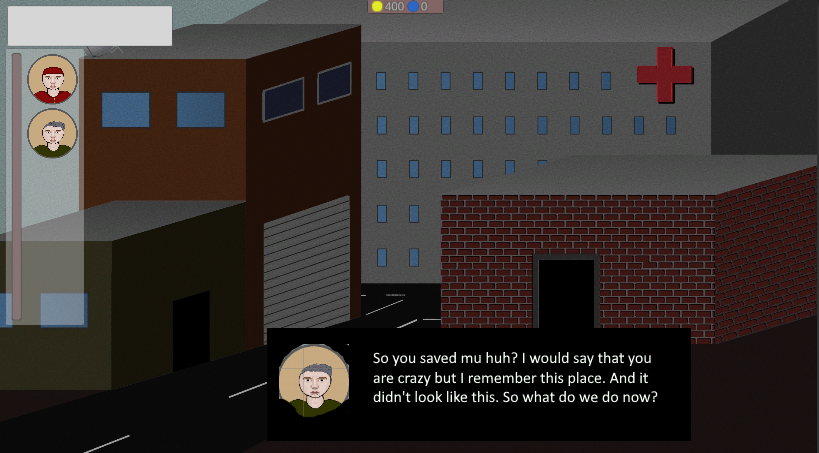 400 0
So you saved mu huh? I would say that you
are crazy but I remember this place. And it
didn't look like this. So what do we do now?